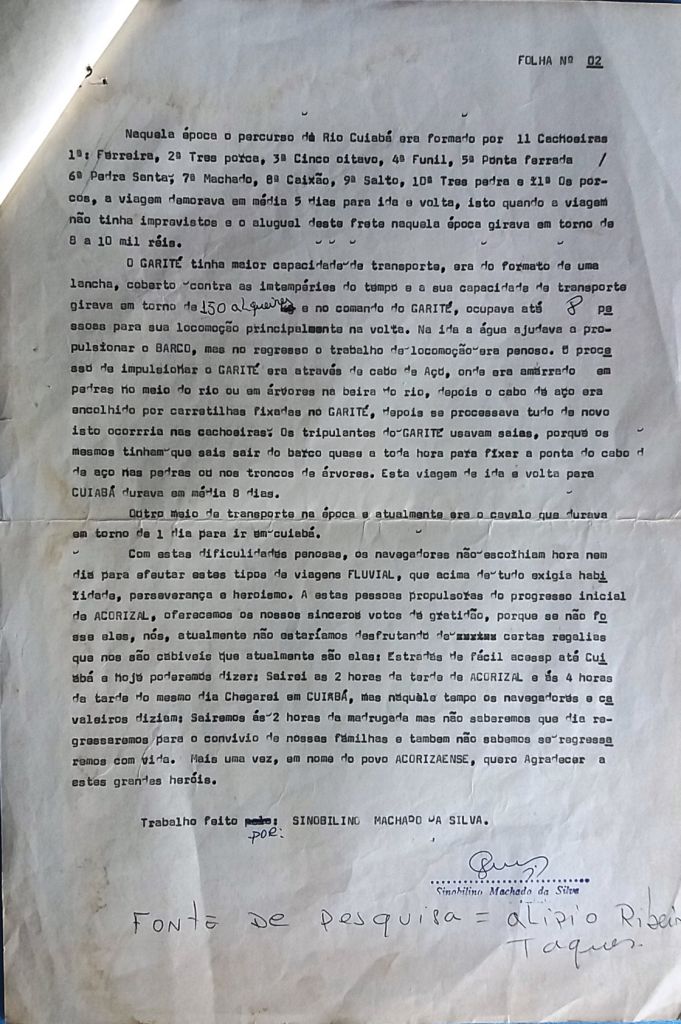 FOLHA Nº 02
Naquela época o percurso do Rio Cuiabá era formado por 11 Cachoeiras
1ª: Ferreira, 2ª Tres porca, 3ª Cinco oitavo, 4ª Funil, 5ª Ponta ferrada /
6ª Pedra Santa; 7ª Machado, 8ª Caixão, 9ª Salto, 10ª Tres pedra e 11ª Os por-
cos, a viagem demorava em média 5 dias para ida e volta, isto quando a viagem
não tinha imprevistos e o aluguel deste frete naquela época girava em torno de
8 a 10 mil réis.
O GARITÉ tinha maior capacidade de transporte, era do formato de uma
lancha, coberto contra as imtempéries do tempo e a sua capacidade de transporte
girava em torno de 150 alqueires e no comando do GARITÉ, ocupava até 8 pe
ssoas para sua locomoção principalmente na volta. Na ida a água ajudava a pro-
pulsionar o BARCO, mas no regresso o trabalho de locomoção era penoso. O proce
sso de impulsionar o GARITÉ era através de cabo de Aço, onde era amarrado em
pedras no meio do rio ou em árvores na beira do rio, depois o cabo de aço era
encolhido por carretilhas fixadas no GARITÉ, depois se processava tudo de novo
isto ocorrria nas cachoeiras. Os tripulantes do GARITÉ usavam saias, porque os
mesmos tinham que sais sair do barco quase a toda hora para fixar a ponta do cabo d
de aço nas pedras ou nos troncos de árvores. Esta viagem de ida e volta para
CUIABÁ durava em média 8 dias.
Outro meio de transporte na época e atualmente era o cavalo que durava
em torno de 1 dia para ir em cuiabá.
Com estas dificulidades penosas, os navegadores não escolhiam hora nem
dia para efeutar estes tipos de viagens FLUVIAL, que acima de tudo exigia habi
lidade, perseverança e heroismo. A estas pessoas propulsoras do progresso inicial
de ACORIZAL, oferecemos os nossos sinceros votos de gratidão, porque se não fo
sse eles, nós, atualmente não estaríamos desfrutando de certas regalias
que nos são cabiveis que atualmente são elas: Estradas de fácil acessp até Cui
abá e Hoje poderemos dizer: Sairei as 2 horas da tarde de ACORIZAL e ás 4 horas
da tarde do mesmo dia Chegarei em CUIABÁ, mas naquele tempo os navegadores e ca
valeiros diziam: Sairemos ás 2 horas da madrugada mas não saberemos que dia re-
gressaremos para o convivio de nossas familhas e tambem não sabemos se regressa
remos com vida. Mais uma vez, em nome do povo ACORIZAENSE, quero Agradecer a
estes grandes heróis.
Trabalho feito por: SINOBILINO MACHADO DA SILVA.
Sinobilino Machado da Silva
FONTE DE PESQUISA = ALIPIO Ribeir
Taques